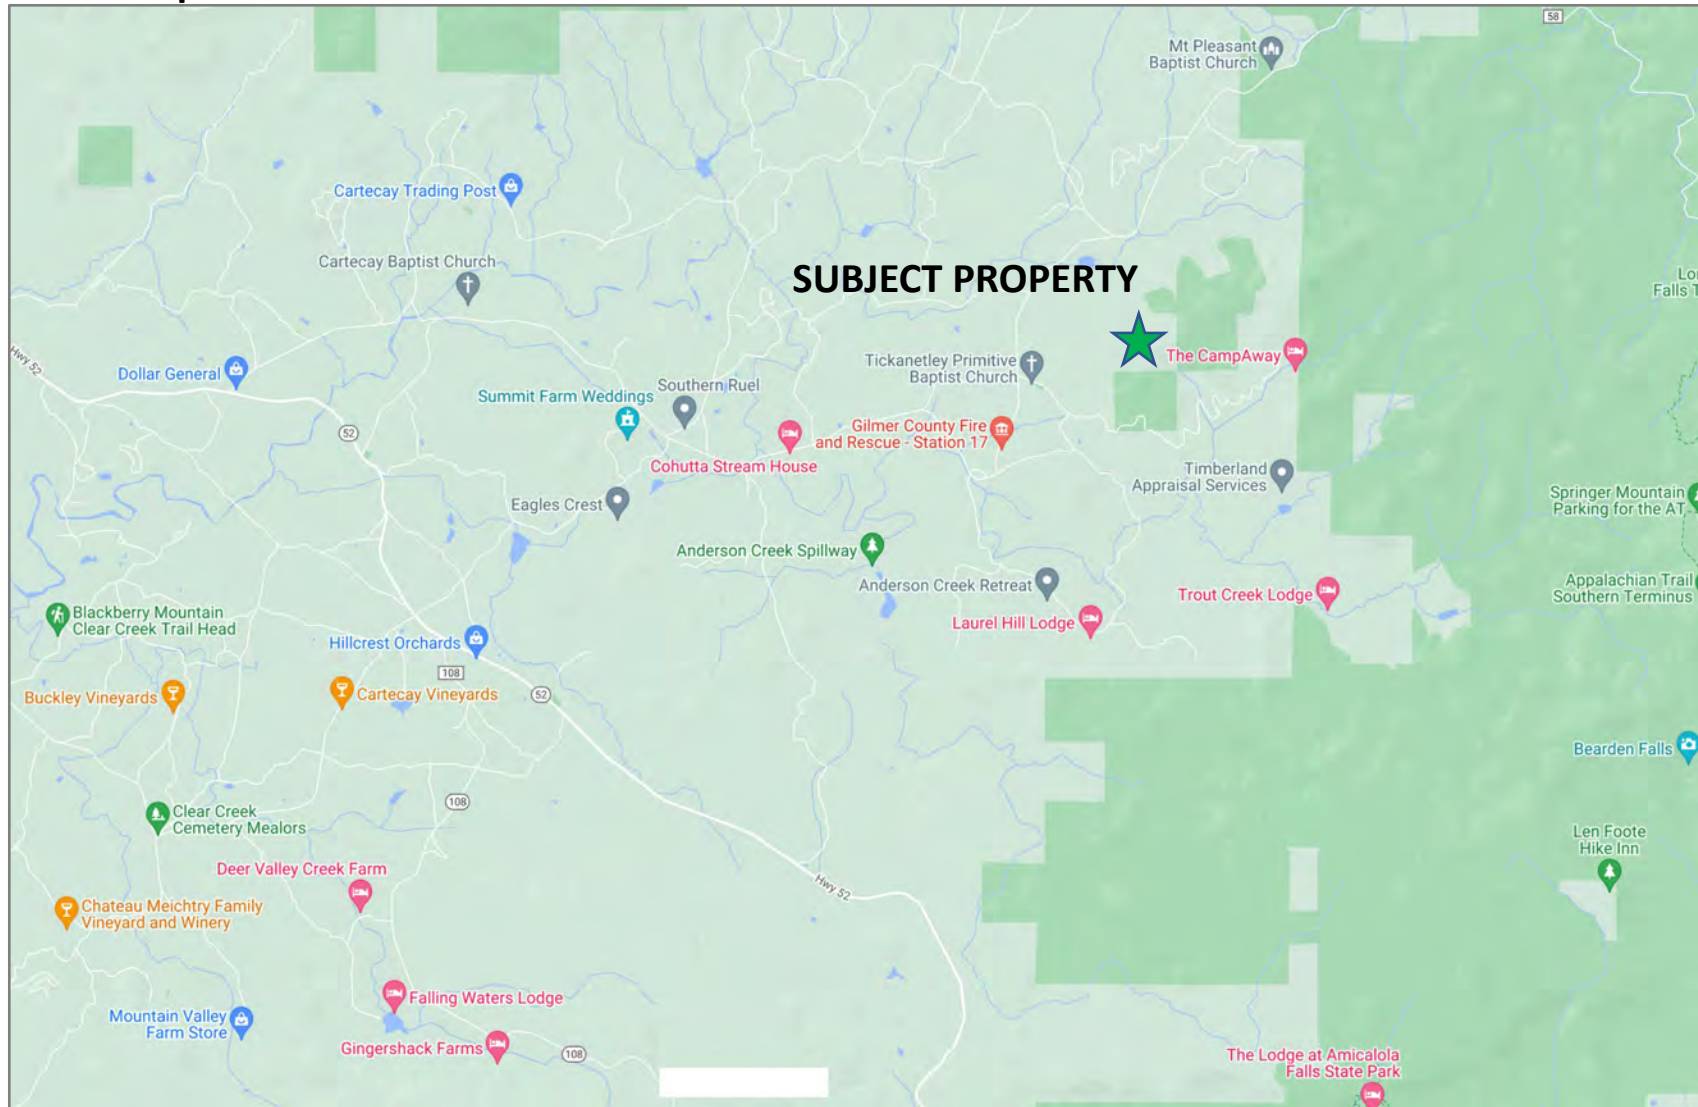 58
Mt Pleasant
Baptist Church
Cartecay Trading Post
Cartecay Baptist Church
SUBJECT PROPERTY
Falls
Hwy 52
Dollar General
Tickanetley Primitive
Baptist Church
The CampAway
Summit Farm Weddings
Southern Ruel
52
Gilmer County Fire
and Rescue - Station 17
Cohutta Stream House
Timberland
Appraisal Services
Eagles Crest
Springer Mountain
Parking for the AT
Anderson Creek Spillway
Anderson Creek Retreat
Appalachian Trail
Southern Terminus
Trout Creek Lodge
Blackberry Mountain
Clear Creek Trail Head
Laurel Hill Lodge
Hillcrest Orchards
108
Buckley Vineyards
Cartecay Vineyards
52
Bearden Falls
108
Clear Creek
Cemetery Mealors
Len Foote
Hike Inn
Deer Valley Creek Farm
Hwy 52
Chateau Meichtry Family
Vineyard and Winery
Falling Waters Lodge
Mountain Valley
Farm Store
Gingershack Farms
108
The Lodge at Amicalola
Falls State Park